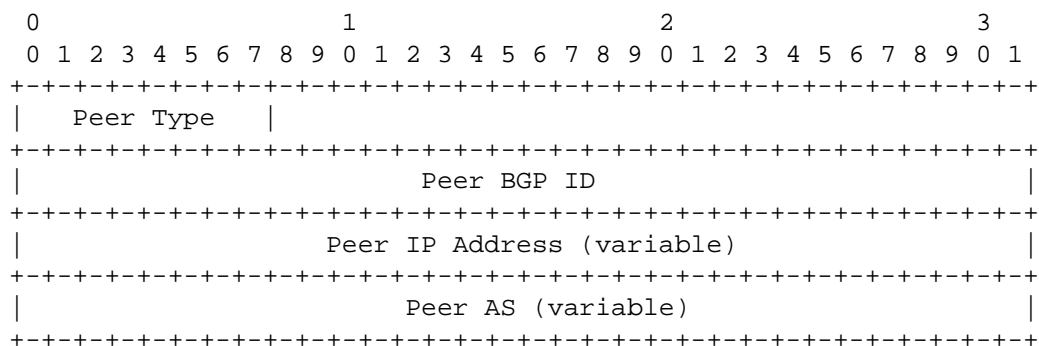 0                   1                   2                   3
 0 1 2 3 4 5 6 7 8 9 0 1 2 3 4 5 6 7 8 9 0 1 2 3 4 5 6 7 8 9 0 1
+-+-+-+-+-+-+-+-+-+-+-+-+-+-+-+-+-+-+-+-+-+-+-+-+-+-+-+-+-+-+-+-+
|   Peer Type   |
+-+-+-+-+-+-+-+-+-+-+-+-+-+-+-+-+-+-+-+-+-+-+-+-+-+-+-+-+-+-+-+-+
|                         Peer BGP ID                           |
+-+-+-+-+-+-+-+-+-+-+-+-+-+-+-+-+-+-+-+-+-+-+-+-+-+-+-+-+-+-+-+-+
|                   Peer IP Address (variable)                  |
+-+-+-+-+-+-+-+-+-+-+-+-+-+-+-+-+-+-+-+-+-+-+-+-+-+-+-+-+-+-+-+-+
|                        Peer AS (variable)                     |
+-+-+-+-+-+-+-+-+-+-+-+-+-+-+-+-+-+-+-+-+-+-+-+-+-+-+-+-+-+-+-+-+